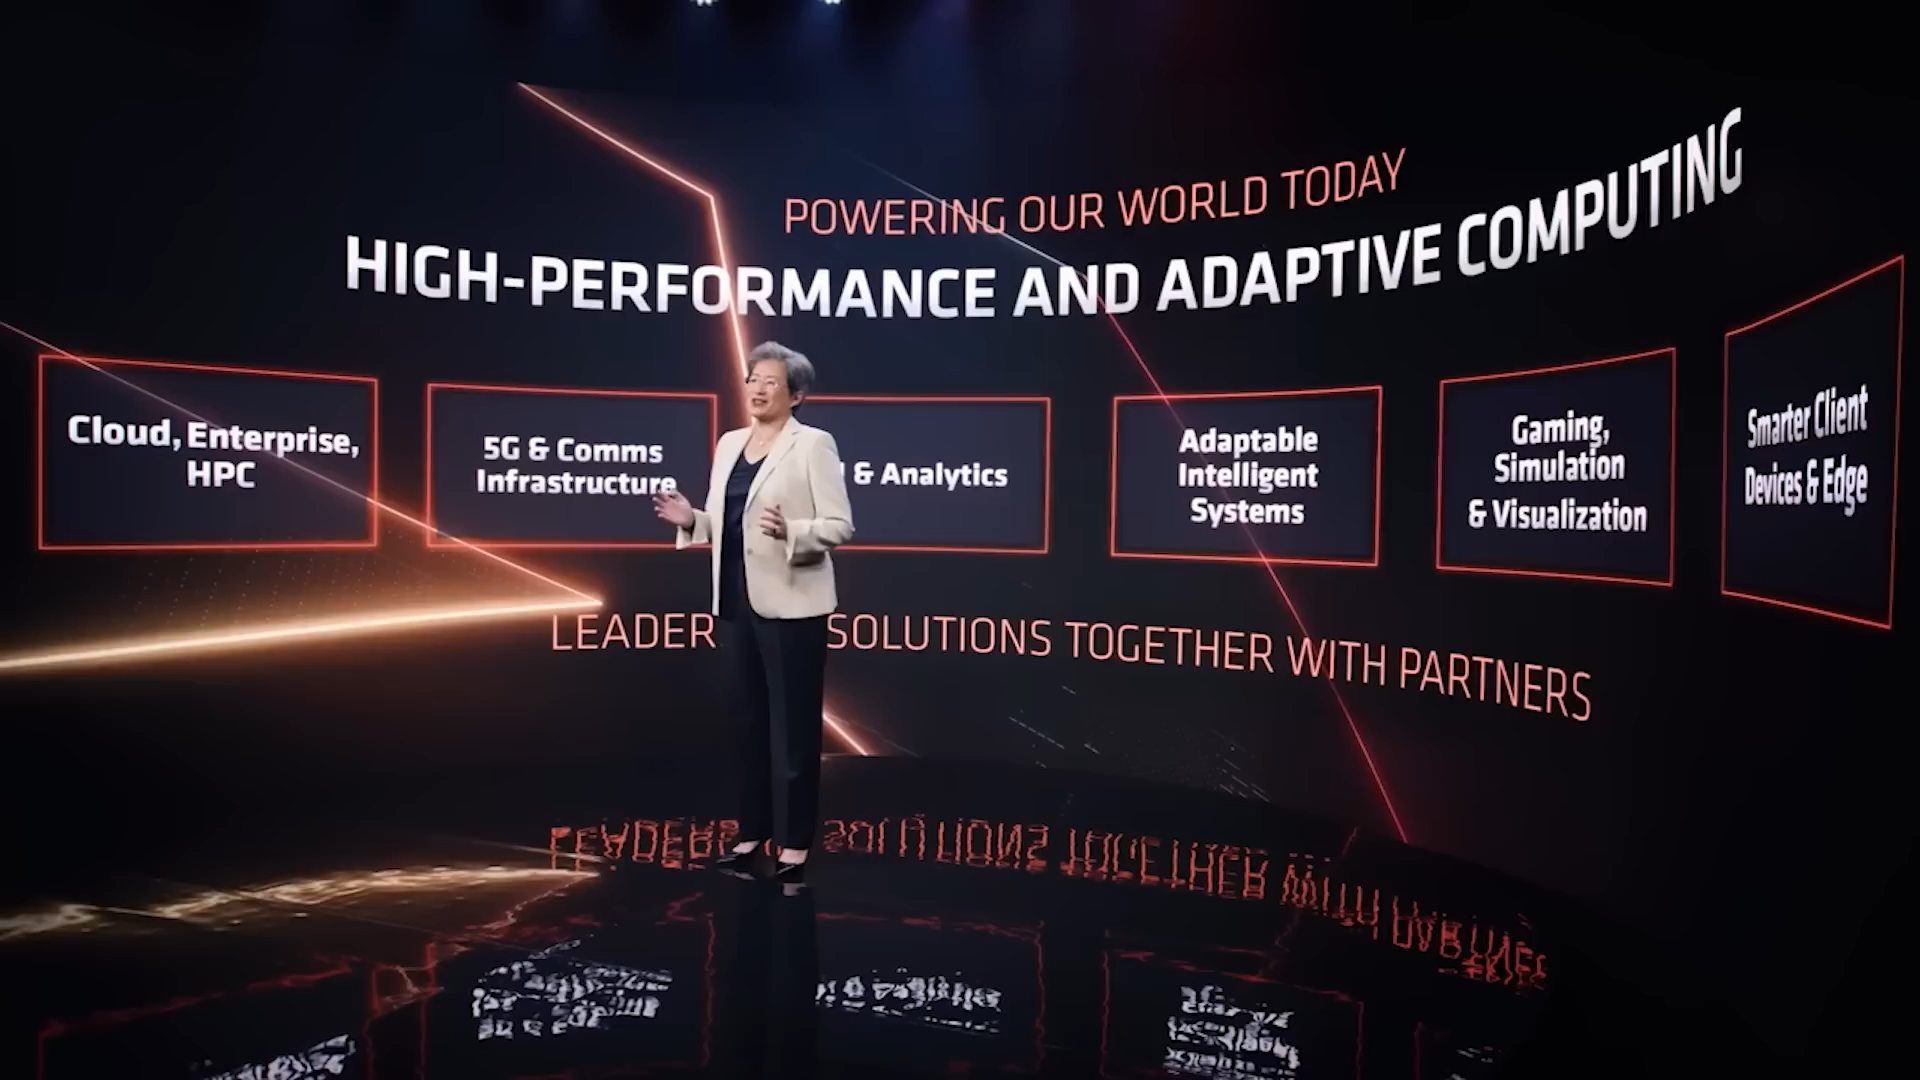 POWERING OUR WORLD TODAY
HIGH-PERFORMANCE AND ADAPTIVE COMPUTING
Cloud, Enterprise,
HPC
5G & Comms
Infrastructure
& Analytics
Adaptable
Intelligent
Systems
Gaming,
Simulation
& Visualization
Smarter Client
Devices & Edge
SOLUTIONS TOGETHER WITH PARTNERS